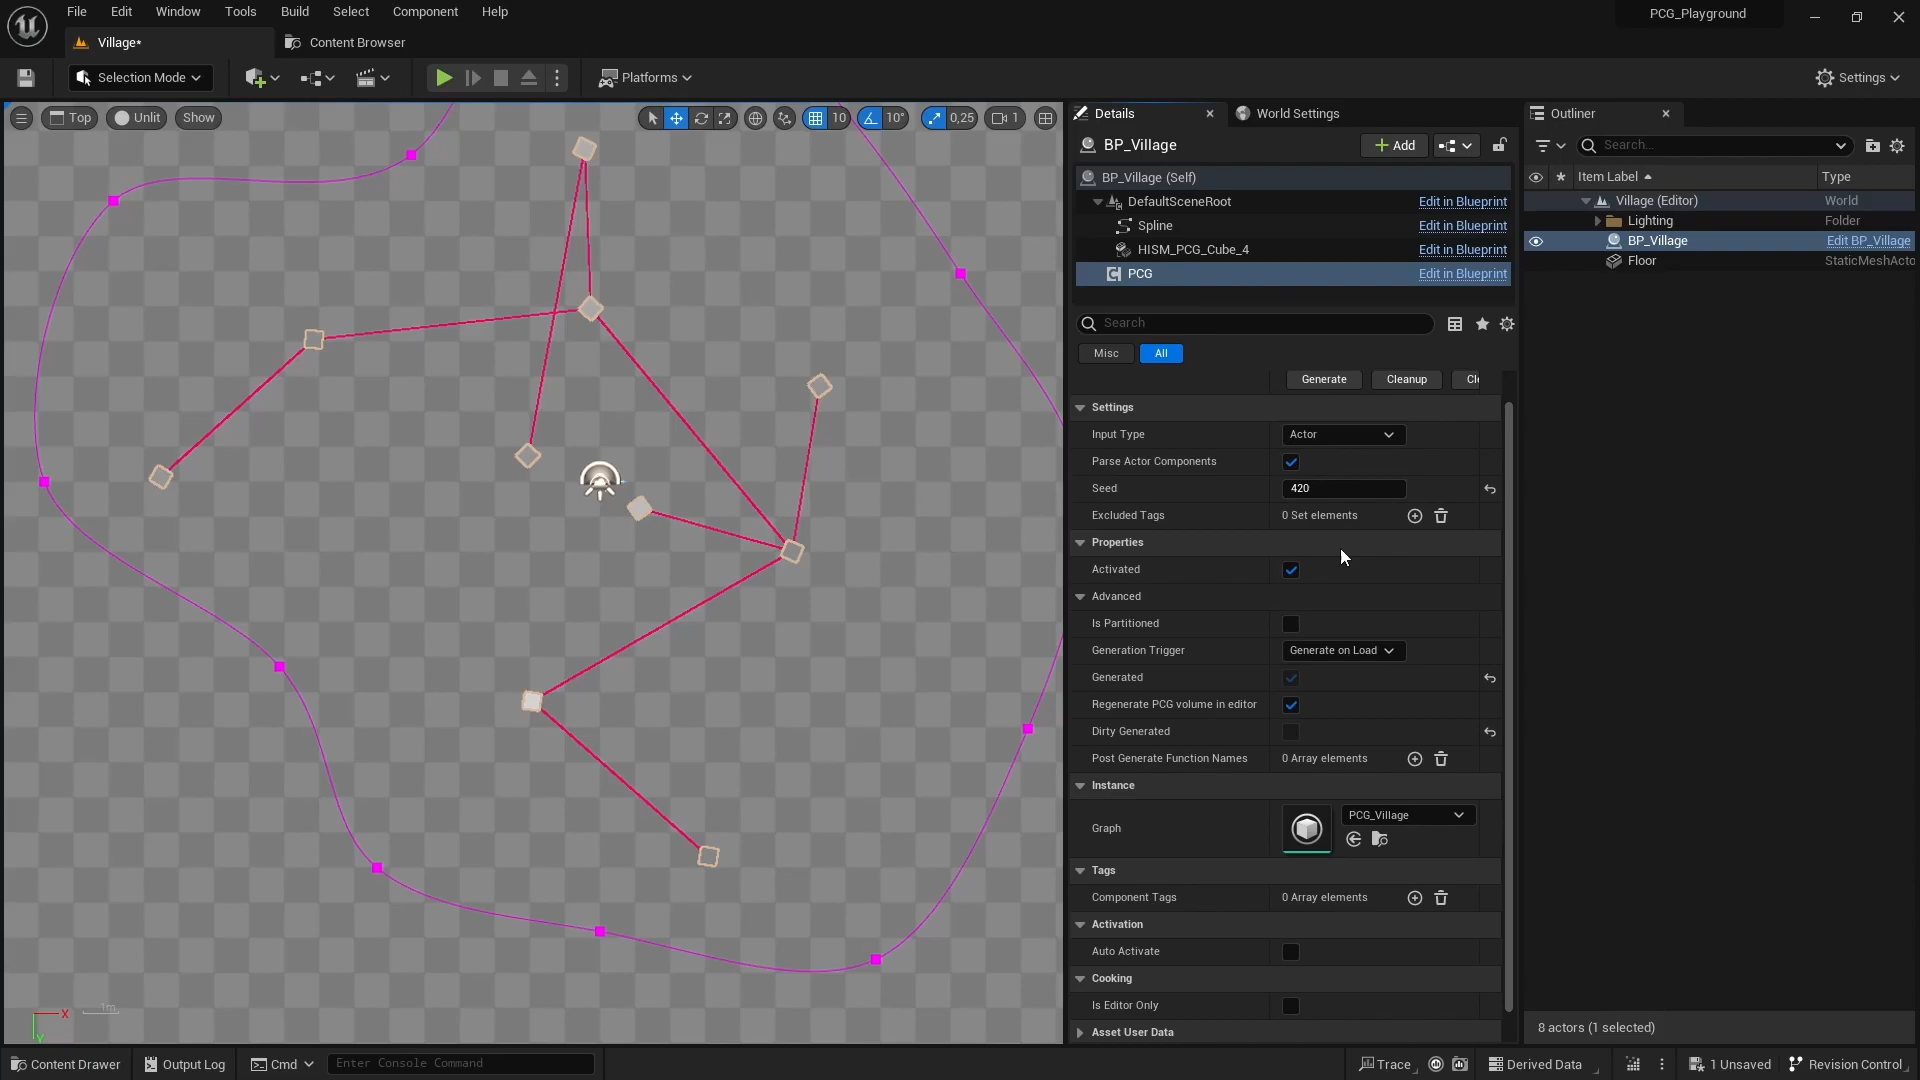 File Edit Window Tools Build Select Component Help PCG_Playground
Village* Content Browser
Selection Mode Platforms Settings
Top Unlit Show 10 10° 0,25 1
Details World Settings
BP_Village Add
BP_Village (Self)
DefaultSceneRoot Edit in Blueprint
Spline Edit in Blueprint
HISM_PCG_Cube_4 Edit in Blueprint
PCG Edit in Blueprint
Search
Misc All
Generate Cleanup Cl
Settings
Input Type Actor
Parse Actor Components
Seed 420
Excluded Tags 0 Set elements
Properties
Activated
Advanced
Is Partitioned
Generation Trigger Generate on Load
Generated
Regenerate PCG volume in editor
Dirty Generated
Post Generate Function Names 0 Array elements
Instance
Graph PCG_Village
Tags
Component Tags 0 Array elements
Activation
Auto Activate
Cooking
Is Editor Only
Asset User Data
Outliner
Search...
Item Label Type
Village (Editor) World
Lighting Folder
BP_Village Edit BP_Village
Floor StaticMeshActo
8 actors (1 selected)
1m
X
Y
Content Drawer Output Log Cmd Enter Console Command Trace Derived Data 1 Unsaved Revision Control